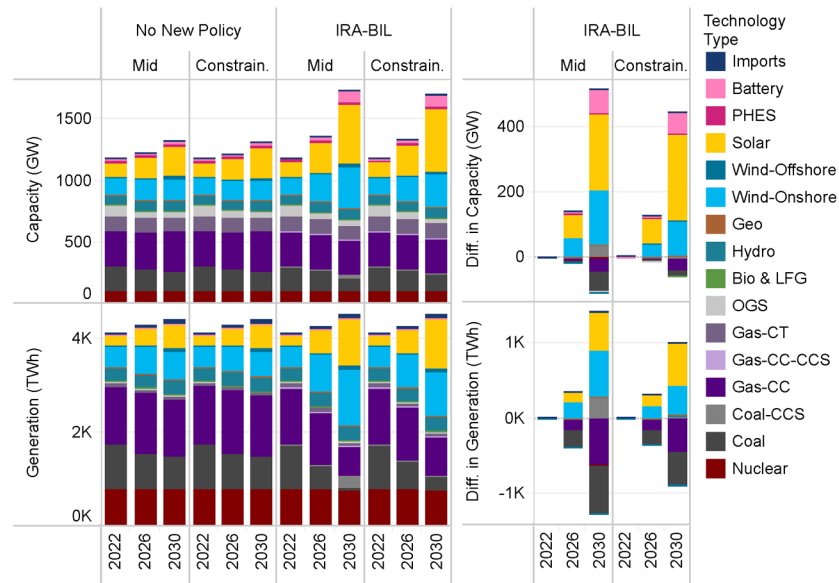 No New Policy
IRA-BIL
IRA-BIL
Technology
Type
Mid
Constrain.
Mid
Constrain.
Mid
Constrain.
Imports
Battery
PHES
Solar
Wind-Offshore
Wind-Onshore
Geo
Hydro
Bio & LFG
OGS
Gas-CT
Gas-CC-CCS
Gas-CC
Coal-CCS
Coal
Nuclear
Capacity (GW)
1500
1000
500
0
Diff. in Capacity (GW)
400
200
0
Generation (TWh)
4K
2K
0K
Diff. in Generation (TWh)
1K
0K
-1K
2022
2026
2030
2022
2026
2030
2022
2026
2030
2022
2026
2030
2022
2026
2030
2022
2026
2030